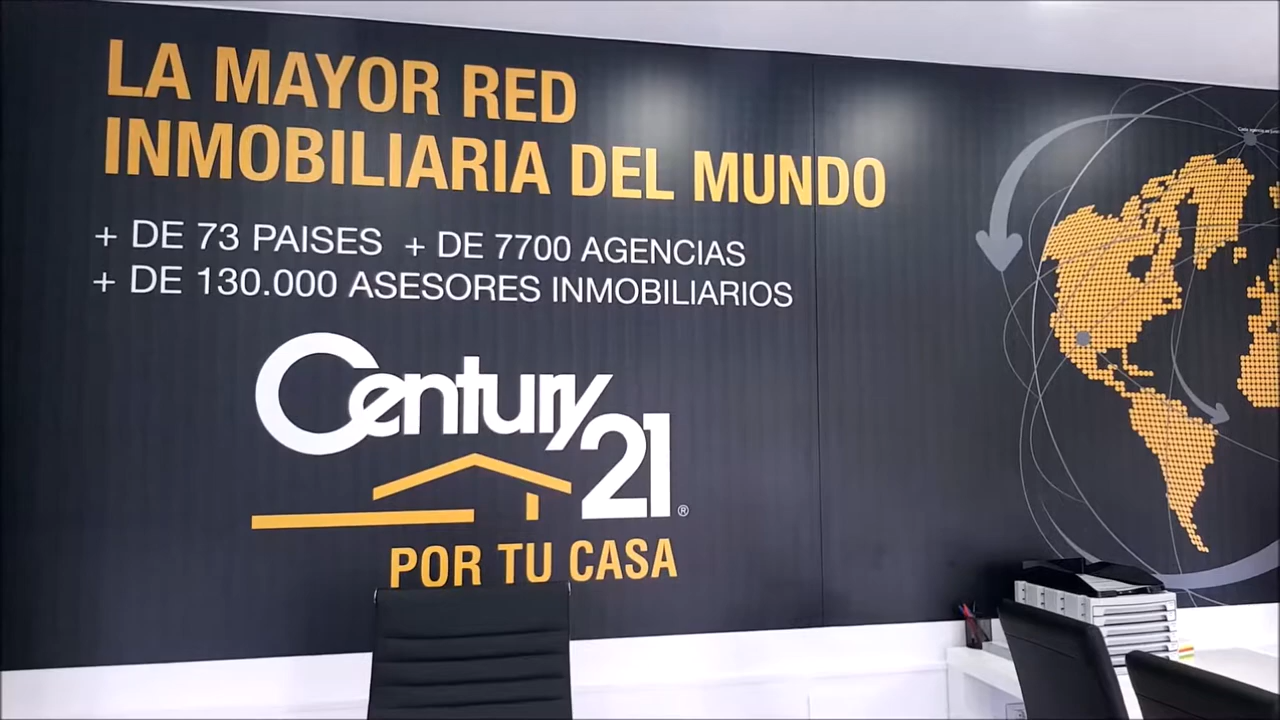 LA MAYOR RED
INMOBILIARIA DEL MUNDO
+ DE 73 PAISES + DE 7700 AGENCIAS
+ DE 130.000 ASESORES INMOBILIARIOS
Century
21®
POR TU CASA